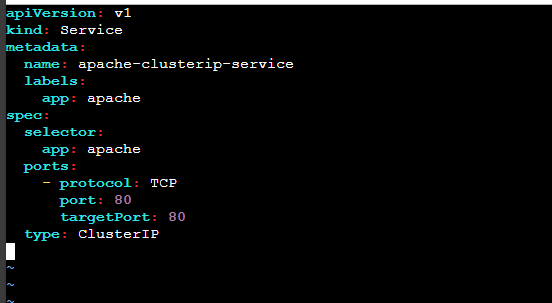 apiVersion: v1
kind: Service
metadata:
  name: apache-clusterip-service
  labels:
    app: apache
spec:
  selector:
    app: apache
  ports:
    - protocol: TCP
      port: 80
      targetPort: 80
  type: ClusterIP
~
~
~